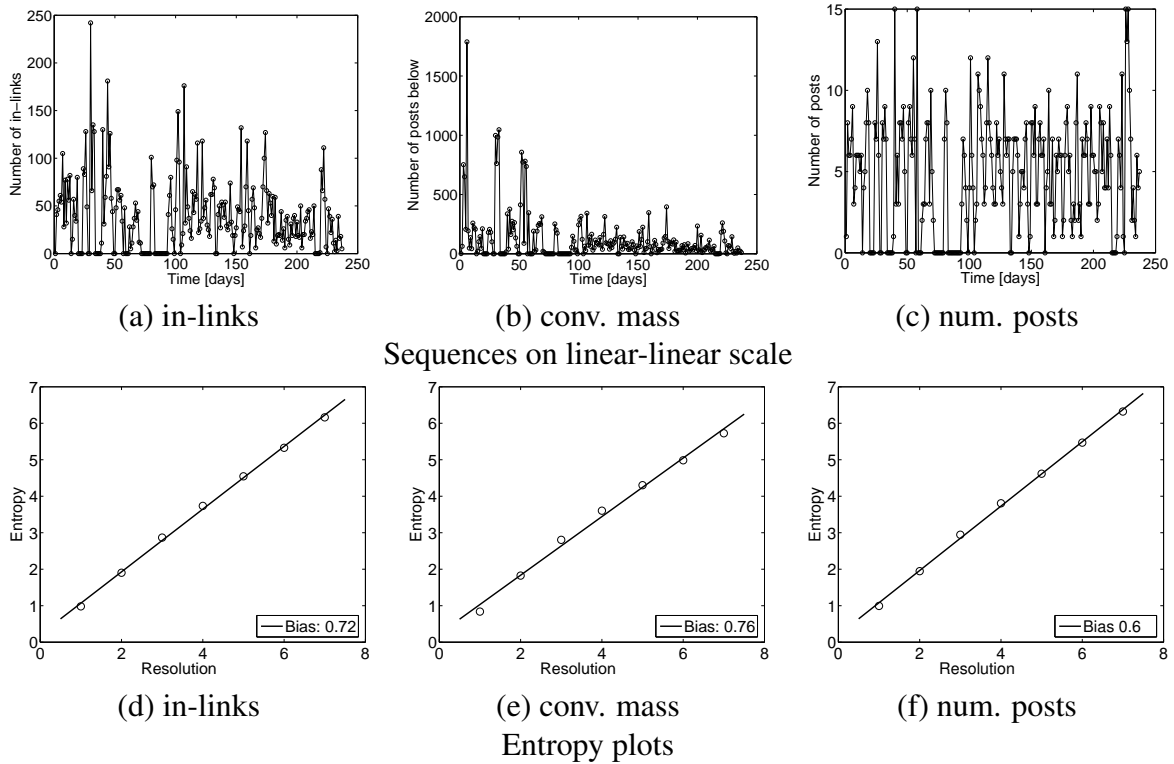 250
200
150
100
50
0
Number of in-links
0 50 100 150 200 250
Time [days]
(a) in-links
2000
1500
1000
500
0
Number of posts below
0 50 100 150 200 250
Time [days]
(b) conv. mass
15
10
5
0
Number of posts
0 50 100 150 200 250
Time [days]
(c) num. posts
Sequences on linear-linear scale
7
6
5
4
3
2
1
0
Entropy
0 2 4 6 8
Resolution
Bias: 0.72
(d) in-links
7
6
5
4
3
2
1
0
Entropy
0 2 4 6 8
Resolution
Bias: 0.76
(e) conv. mass
7
6
5
4
3
2
1
0
Entropy
0 2 4 6 8
Resolution
Bias 0.6
(f) num. posts
Entropy plots